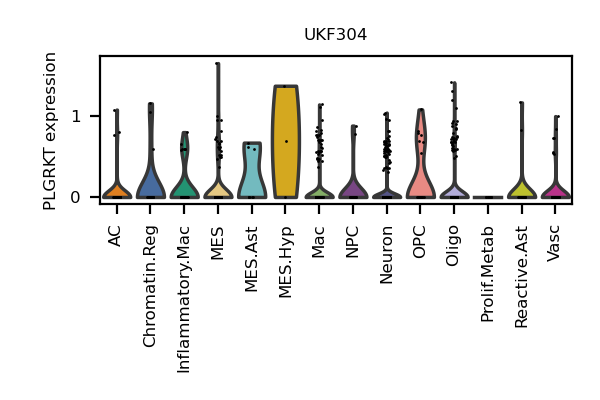 UKF304
PLGRKT expression
1
0
AC
Chromatin.Reg
Inflammatory.Mac
MES
MES.Ast
MES.Hyp
Mac
NPC
Neuron
OPC
Oligo
Prolif.Metab
Reactive.Ast
Vasc